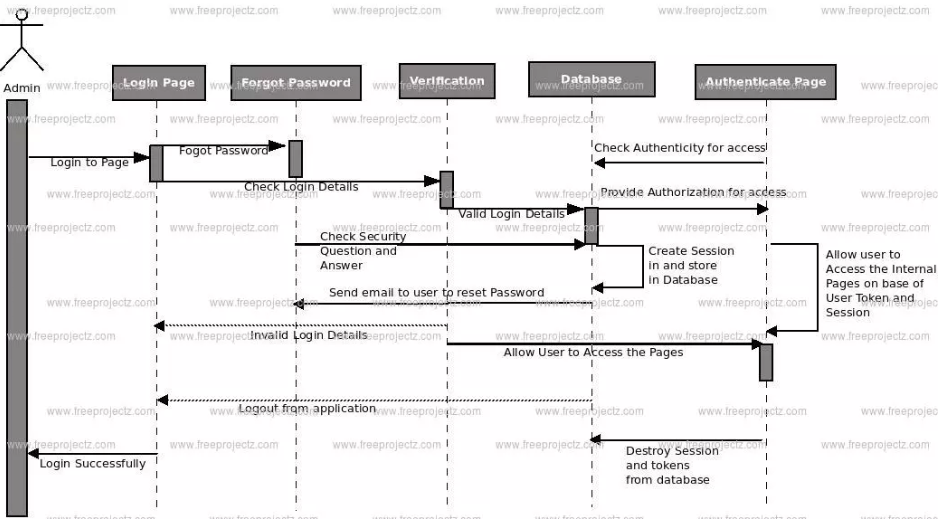 Admin
Login Page
Forgot Password
Verification
Database
Authenticate Page
Login to Page
Fogot Password
Check Authenticity for access
Check Login Details
Provide Authorization for access
Valid Login Details
Check Security
Question and
Answer
Create Session
in and store
in Database
Allow user to
Access the Internal
Pages on base of
User Token and
Session
Send email to user to reset Password
Invalid Login Details
Allow User to Access the Pages
Logout from application
Login Successfully
Destroy Session
and tokens
from database
www.freeprojectz.com